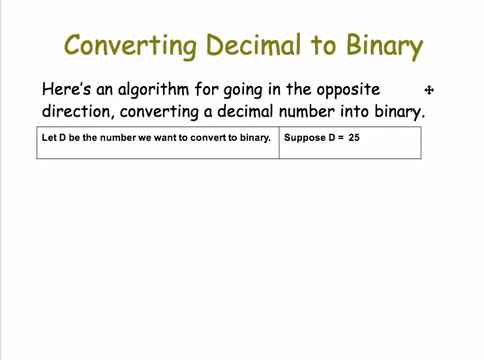 Converting Decimal to Binary
Here's an algorithm for going in the opposite
direction, converting a decimal number into binary.
Let D be the number we want to convert to binary. Suppose D = 25